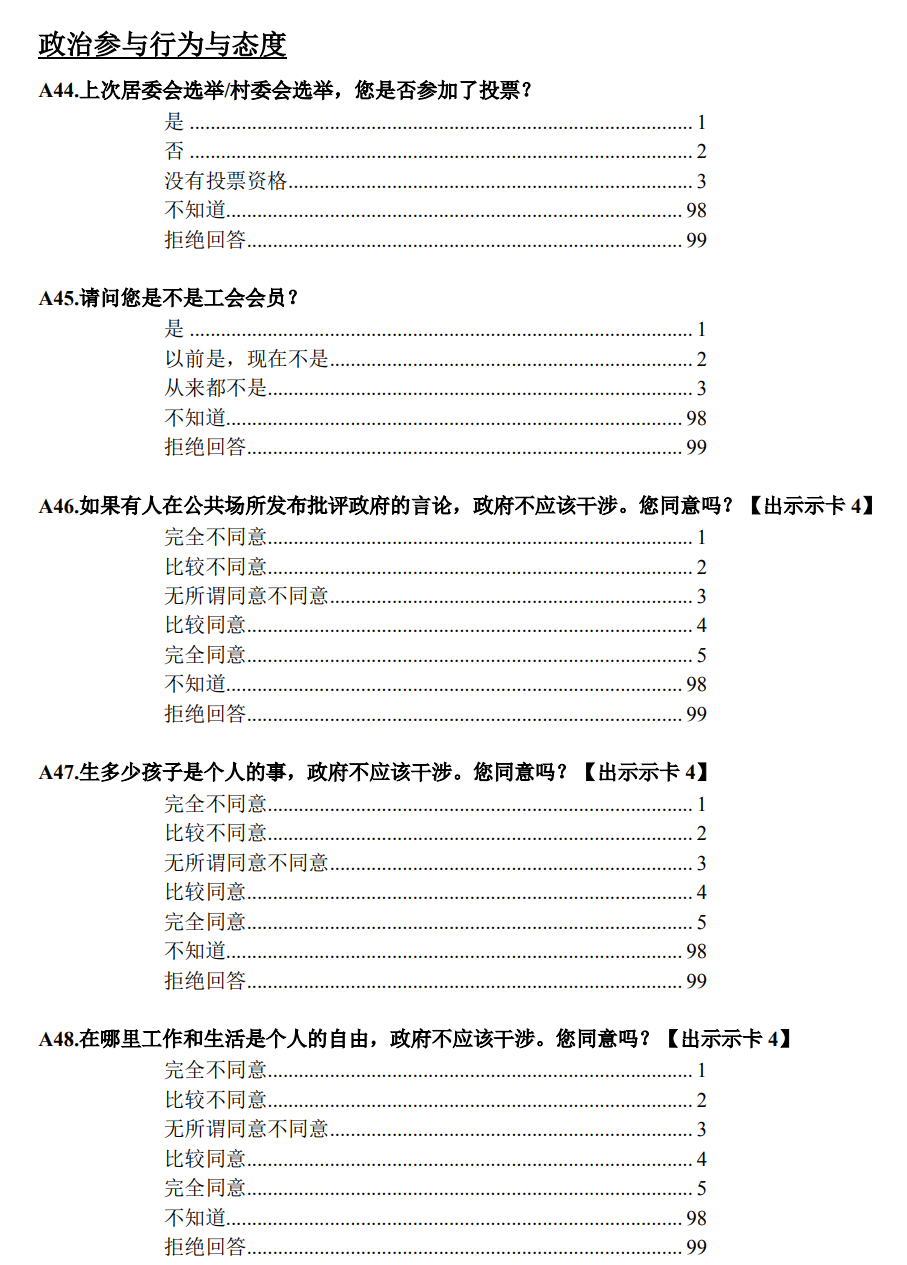 政治参与行为与态度
A44.上次居委会选举/村委会选举，您是否参加了投票？
是 ................................................................................................ 1
否 ................................................................................................ 2
没有投票资格............................................................................. 3
不知道....................................................................................... 98
拒绝回答................................................................................... 99
A45.请问您是不是工会会员？
是 ................................................................................................ 1
以前是，现在不是..................................................................... 2
从来都不是................................................................................. 3
不知道....................................................................................... 98
拒绝回答................................................................................... 99
A46.如果有人在公共场所发布批评政府的言论，政府不应该干涉。您同意吗？【出示示卡 4】
完全不同意................................................................................. 1
比较不同意................................................................................. 2
无所谓同意不同意..................................................................... 3
比较同意..................................................................................... 4
完全同意..................................................................................... 5
不知道....................................................................................... 98
拒绝回答................................................................................... 99
A47.生多少孩子是个人的事，政府不应该干涉。您同意吗？【出示示卡 4】
完全不同意................................................................................. 1
比较不同意................................................................................. 2
无所谓同意不同意..................................................................... 3
比较同意..................................................................................... 4
完全同意..................................................................................... 5
不知道....................................................................................... 98
拒绝回答................................................................................... 99
A48.在哪里工作和生活是个人的自由，政府不应该干涉。您同意吗？【出示示卡 4】
完全不同意................................................................................. 1
比较不同意................................................................................. 2
无所谓同意不同意..................................................................... 3
比较同意..................................................................................... 4
完全同意..................................................................................... 5
不知道....................................................................................... 98
拒绝回答................................................................................... 99